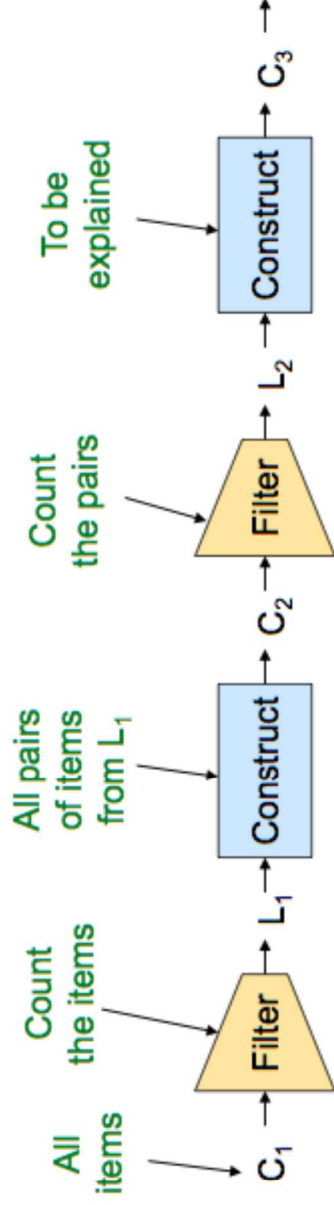 All
items
Count
the items
All pairs
of items
from L₁
Count
the pairs
To be
explained
C₁
Filter
L₁
Construct
C₂
Filter
L₂
Construct
C₃